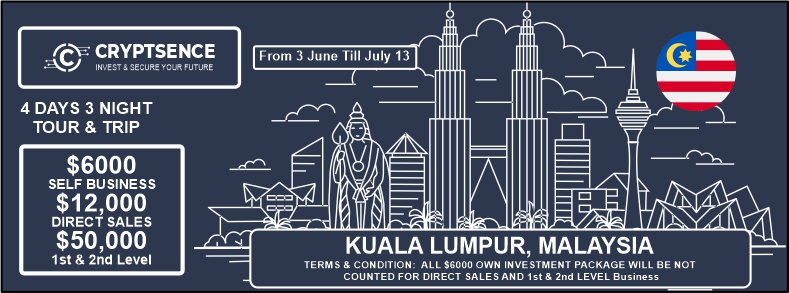 CRYPTSENCE
INVEST & SECURE YOUR FUTURE
From 3 June Till July 13
4 DAYS 3 NIGHT
TOUR & TRIP
$6000
SELF BUSINESS
$12,000
DIRECT SALES
$50,000
1st & 2nd Level
KUALA LUMPUR, MALAYSIA
TERMS & CONDITION: ALL $6000 OWN INVESTMENT PACKAGE WILL BE NOT
COUNTED FOR DIRECT SALES AND 1st & 2nd LEVEL Business